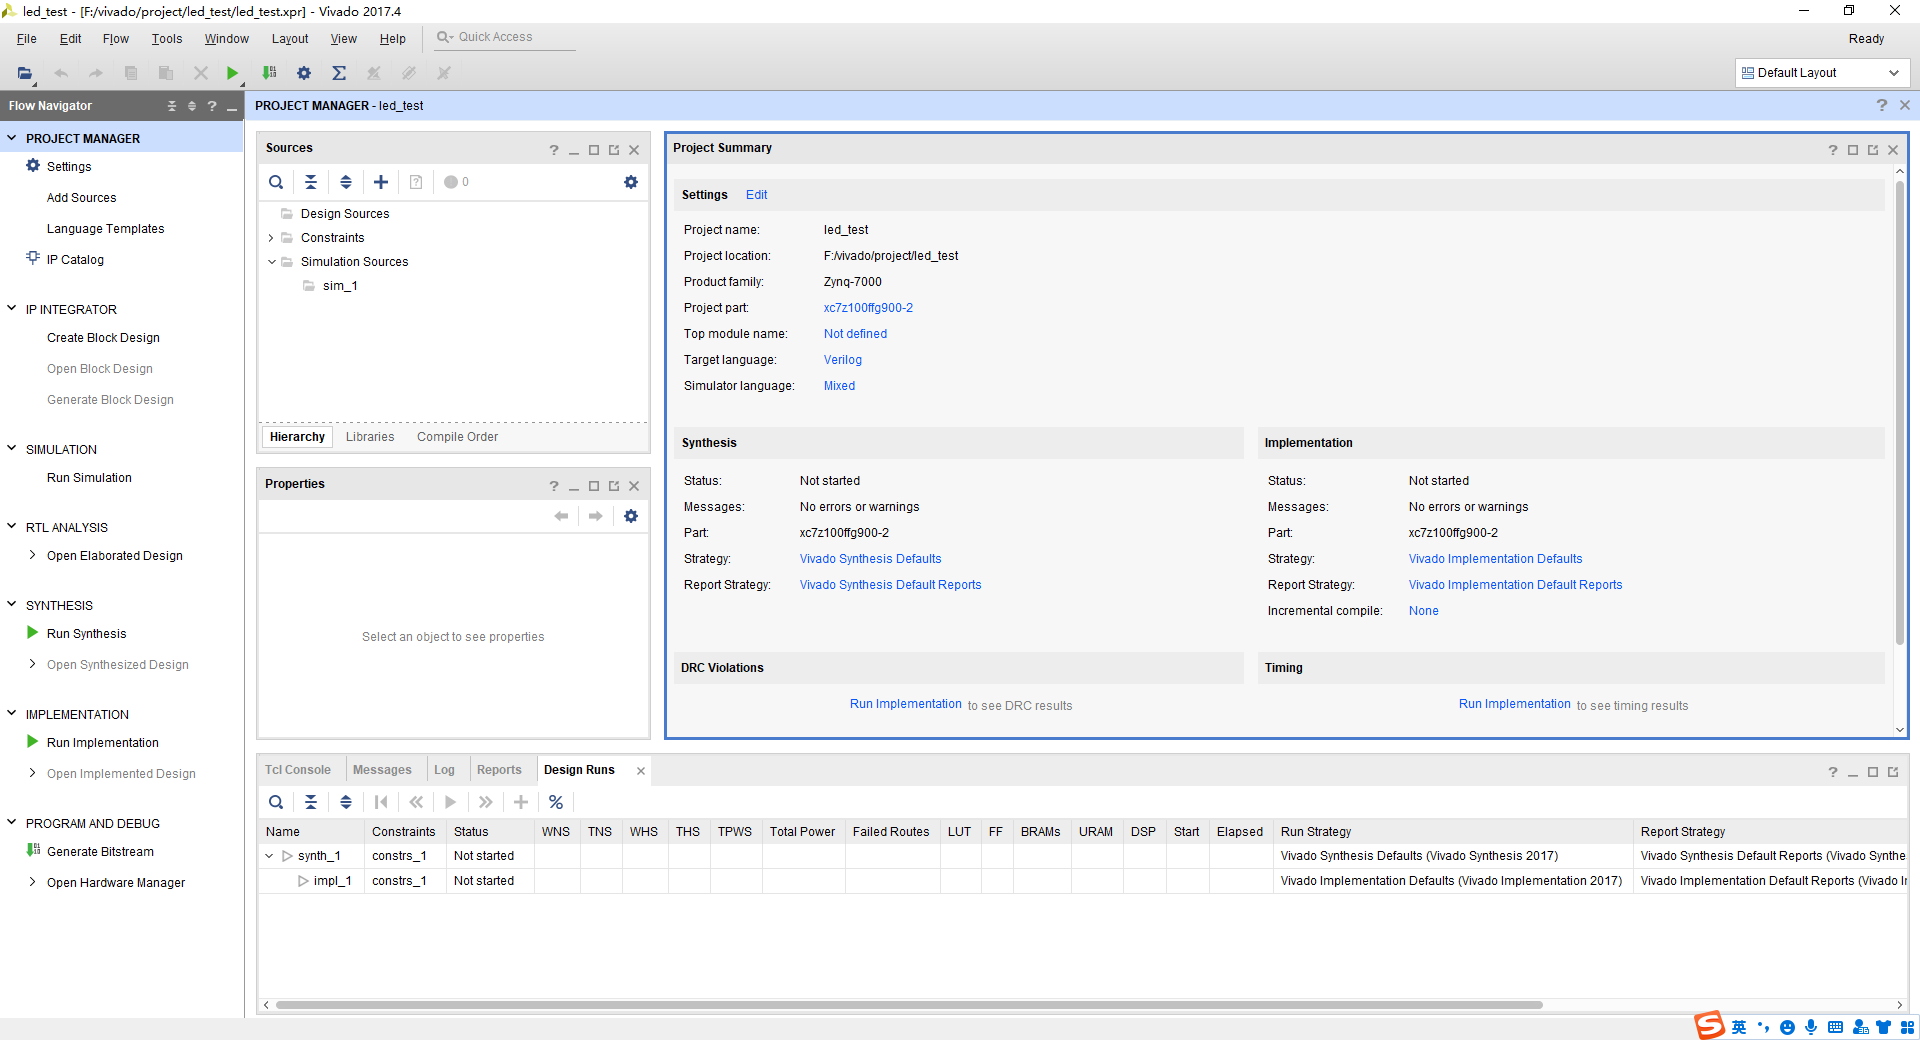 led_test - [F:/vivado/project/led_test/led_test.xpr] - Vivado 2017.4
File Edit Flow Tools Window Layout View Help Quick Access Ready
Default Layout
Flow Navigator
PROJECT MANAGER
Settings
Add Sources
Language Templates
IP Catalog
IP INTEGRATOR
Create Block Design
Open Block Design
Generate Block Design
SIMULATION
Run Simulation
RTL ANALYSIS
Open Elaborated Design
SYNTHESIS
Run Synthesis
Open Synthesized Design
IMPLEMENTATION
Run Implementation
Open Implemented Design
PROGRAM AND DEBUG
Generate Bitstream
Open Hardware Manager
PROJECT MANAGER - led_test
Sources
0
Design Sources
Constraints
Simulation Sources
sim_1
Hierarchy Libraries Compile Order
Properties
Select an object to see properties
Project Summary
Settings Edit
Project name: led_test
Project location: F:/vivado/project/led_test
Product family: Zynq-7000
Project part: xc7z100ffg900-2
Top module name: Not defined
Target language: Verilog
Simulator language: Mixed
Synthesis
Status: Not started
Messages: No errors or warnings
Part: xc7z100ffg900-2
Strategy: Vivado Synthesis Defaults
Report Strategy: Vivado Synthesis Default Reports
Implementation
Status: Not started
Messages: No errors or warnings
Part: xc7z100ffg900-2
Strategy: Vivado Implementation Defaults
Report Strategy: Vivado Implementation Default Reports
Incremental compile: None
DRC Violations
Run Implementation to see DRC results
Timing
Run Implementation to see timing results
Tcl Console Messages Log Reports Design Runs
Name Constraints Status WNS TNS WHS THS TPWS Total Power Failed Routes LUT FF BRAMs URAM DSP Start Elapsed Run Strategy Report Strategy
synth_1 constrs_1 Not started Vivado Synthesis Defaults (Vivado Synthesis 2017) Vivado Synthesis Default Reports (Vivado Synthe
impl_1 constrs_1 Not started Vivado Implementation Defaults (Vivado Implementation 2017) Vivado Implementation Default Reports (Vivado I
英